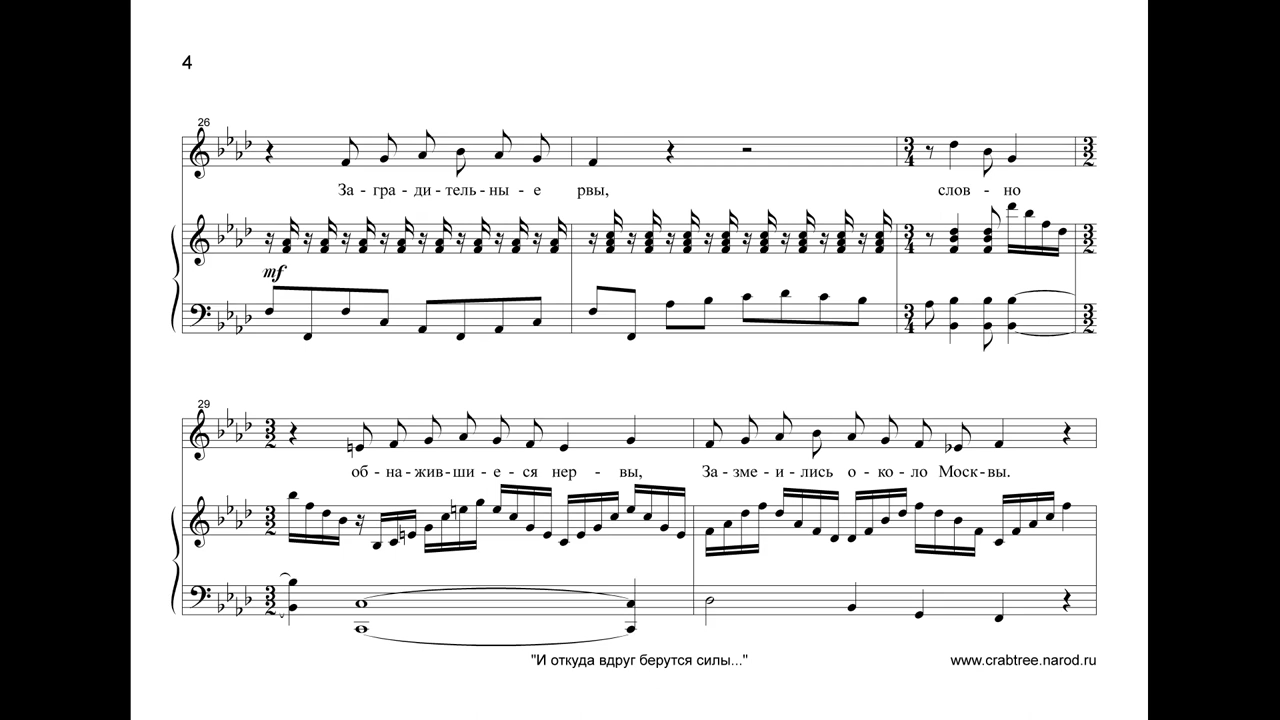 4
26
За - гра - ди - тель - ны - е рвы, слов - но
mf
29
об - на - жив - ши - е - ся нер - вы, За - зме - и - лись о - ко - ло Моск - вы.
"И откуда вдруг берутся силы..." www.crabtree.narod.ru